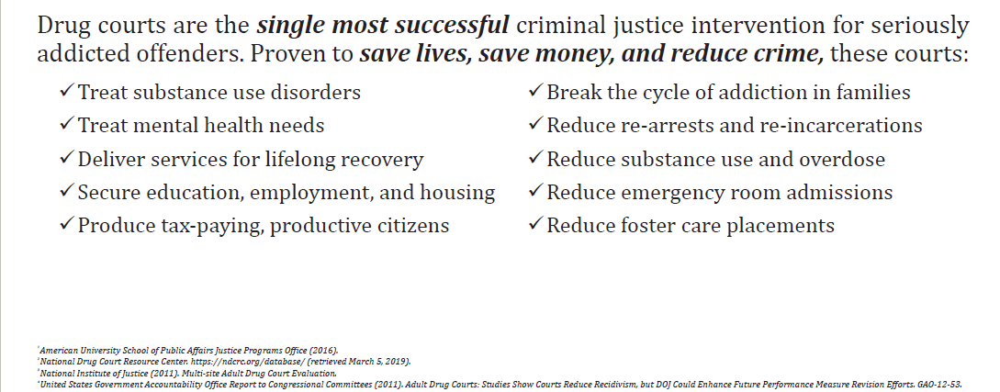 Drug courts are the single most successful criminal justice intervention for seriously
addicted offenders. Proven to save lives, save money, and reduce crime, these courts:
✓ Treat substance use disorders
✓ Treat mental health needs
✓ Deliver services for lifelong recovery
✓ Secure education, employment, and housing
✓ Produce tax-paying, productive citizens
✓ Break the cycle of addiction in families
✓ Reduce re-arrests and re-incarcerations
✓ Reduce substance use and overdose
✓ Reduce emergency room admissions
✓ Reduce foster care placements
¹American University School of Public Affairs Justice Programs Office (2016).
²National Drug Court Resource Center. https://ndcrc.org/database/ (retrieved March 5, 2019).
³National Institute of Justice (2011). Multi-site Adult Drug Court Evaluation.
⁴United States Government Accountability Office Report to Congressional Committees (2011). Adult Drug Courts: Studies Show Courts Reduce Recidivism, but DOJ Could Enhance Future Performance Measure Revision Efforts. GAO-12-53.